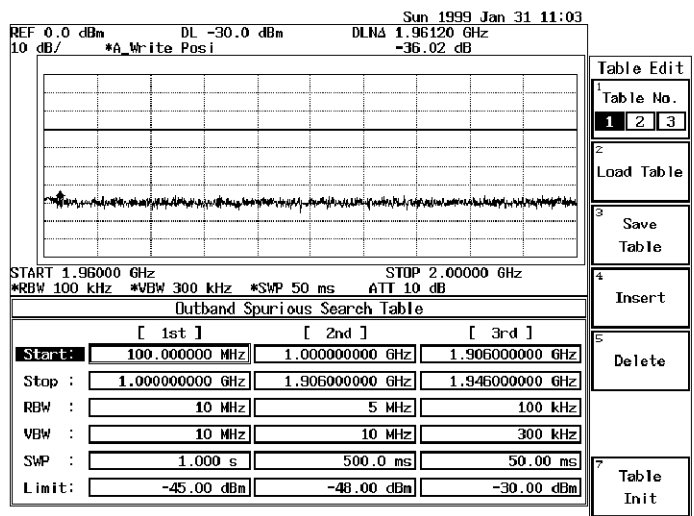 Sun 1999 Jan 31 11:03
REF 0.0 dBm DL -30.0 dBm DLNΔ 1.96120 GHz
10 dB/ *A_Write Posi -36.02 dB
START 1.96000 GHz STOP 2.00000 GHz
*RBW 100 kHz *VBW 300 kHz *SWP 50 ms ATT 10 dB
Outband Spurious Search Table
[ 1st ] [ 2nd ] [ 3rd ]
Start: 100.000000 MHz 1.000000000 GHz 1.906000000 GHz
Stop : 1.000000000 GHz 1.906000000 GHz 1.946000000 GHz
RBW : 10 MHz 5 MHz 100 kHz
VBW : 10 MHz 10 MHz 300 kHz
SWP : 1.000 s 500.0 ms 50.00 ms
Limit: -45.00 dBm -48.00 dBm -30.00 dBm
Table Edit
1
Table No.
1 2 3
2
Load Table
3
Save
Table
4
Insert
5
Delete
7
Table
Init